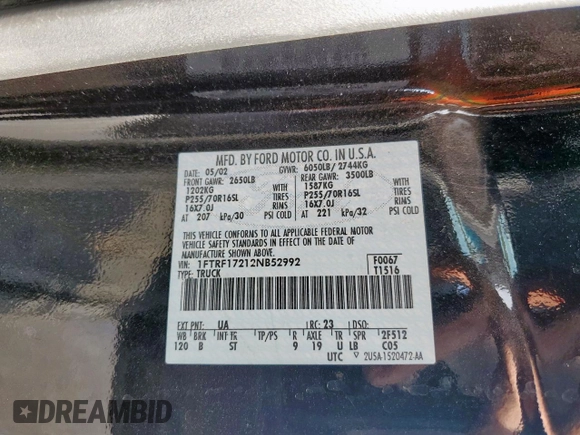 MFD. BY FORD MOTOR CO. IN U.S.A.
DATE: 05/02 GVWR: 6050LB/ 2744KG
FRONT GAWR: 2650LB REAR GAWR: 3500LB
1202KG WITH 1587KG WITH
P255/70R16SL TIRES P255/70R16SL TIRES
16X7.0J RIMS 16X7.0J RIMS
AT 207 kPa/30 PSI COLD AT 221 kPa/32 PSI COLD
THIS VEHICLE CONFORMS TO ALL APPLICABLE FEDERAL MOTOR
VEHICLE SAFETY STANDARDS IN EFFECT ON THE DATE OF
MANUFACTURE SHOWN ABOVE.
VIN: 1FTRF17212NB52992 F0067
TYPE: TRUCK T1516
EXT PNT: UA RC: 23 DSO:
WB BRK INT TR TP/PS R AXLE TR SPR 2F512
120 B ST 9 19 U LB C05
UTC 2U5A-1520472-AA
DREAMBID